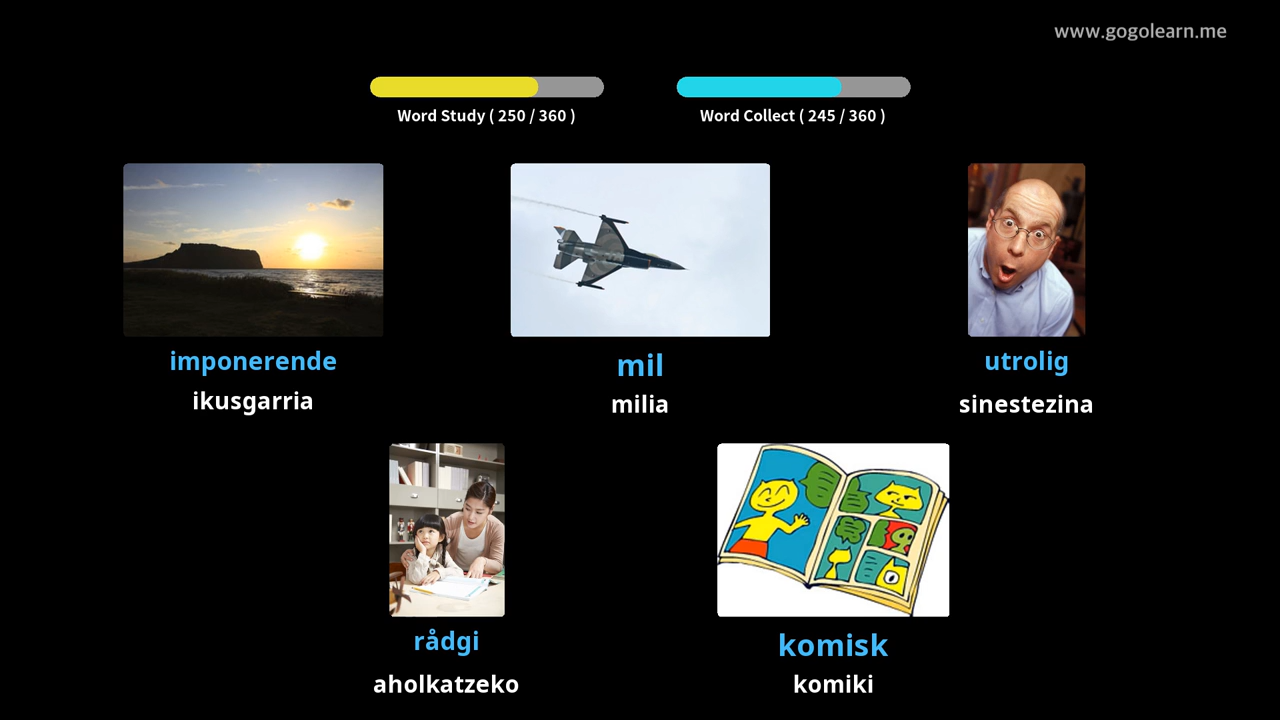 www.gogolearn.me
Word Study ( 250 / 360 )
Word Collect ( 245 / 360 )
imponerende
ikusgarria
mil
milia
utrolig
sinestezina
rådgi
aholkatzeko
komisk
komiki